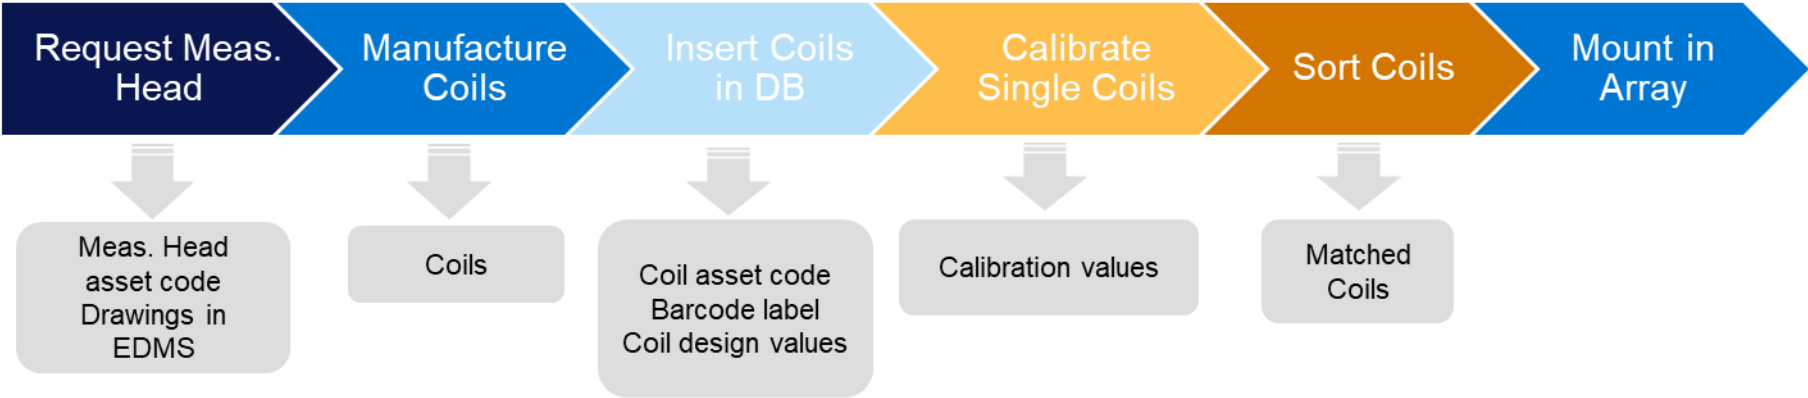 Request Meas.
Head
Manufacture
Coils
Insert Coils
in DB
Calibrate
Single Coils
Sort Coils
Mount in
Array
Meas. Head
asset code
Drawings in
EDMS
Coils
Coil asset code
Barcode label
Coil design values
Calibration values
Matched
Coils